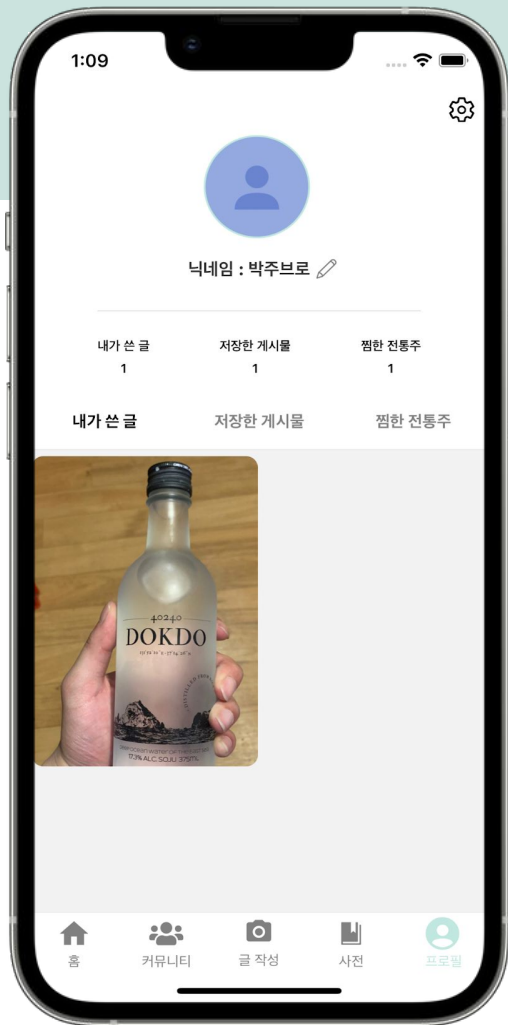 1:09
닉네임 : 박주브로
내가 쓴 글 저장한 게시물 찜한 전통주
1 1 1
내가 쓴 글 저장한 게시물 찜한 전통주
40240
DOKDO
17.3% ALC. SOJU 375ML
홈 커뮤니티 글 작성 사전 프로필